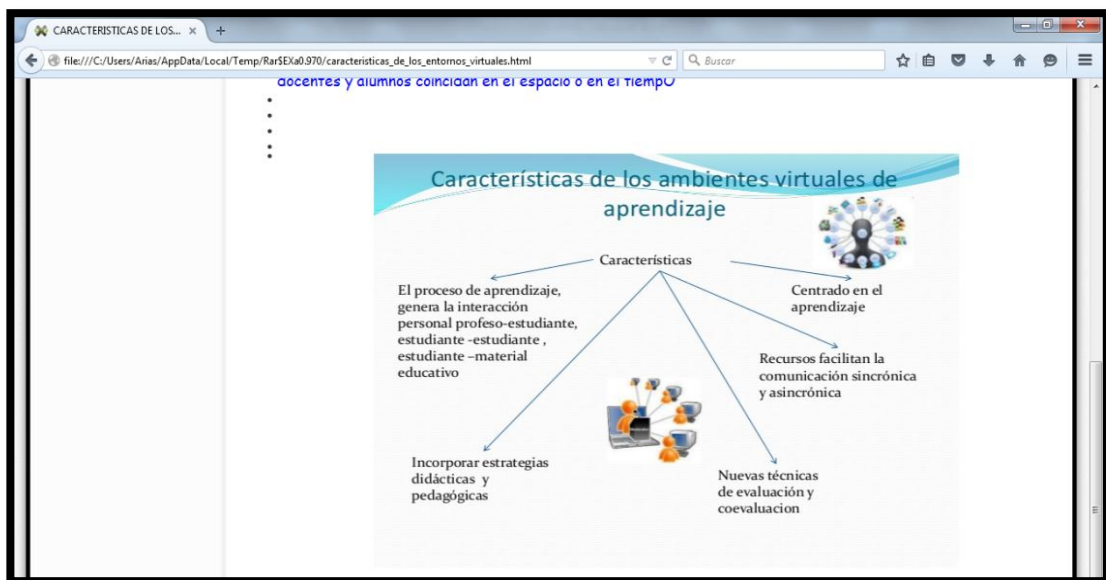 CARACTERISTICAS DE LOS...
file:///C:/Users/Arias/AppData/Local/Temp/Rar$EXa0.970/caracteristicas_de_los_entornos_virtuales.html
Buscar
docentes y alumnos coincidan en el espacio o en el tiempO
Características de los ambientes virtuales de
aprendizaje
Características
El proceso de aprendizaje,
genera la interacción
personal profeso-estudiante,
estudiante -estudiante ,
estudiante –material
educativo
Centrado en el
aprendizaje
Recursos facilitan la
comunicación sincrónica
y asincrónica
Incorporar estrategias
didácticas y
pedagógicas
Nuevas técnicas
de evaluación y
coevaluacion